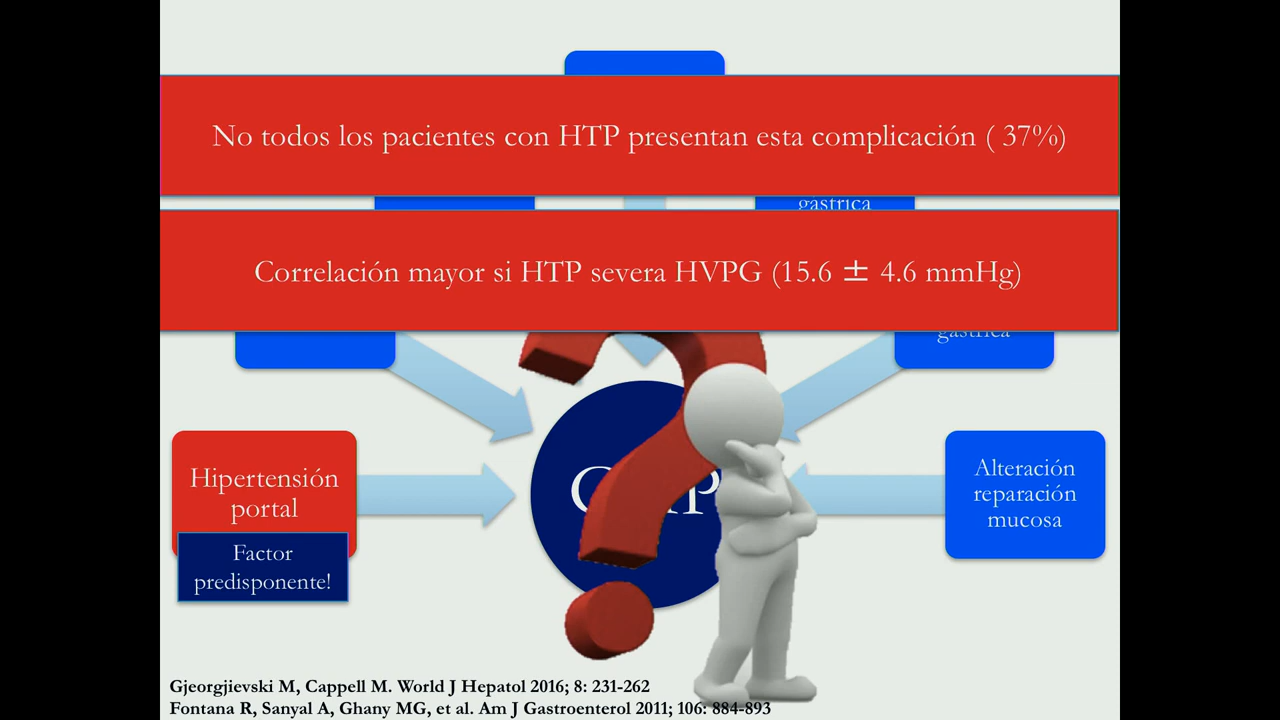 No todos los pacientes con HTP presentan esta complicación ( 37%)
gástrica
Correlación mayor si HTP severa HVPG (15.6 ± 4.6 mmHg)
gástrica
Hipertensión
portal
Factor
predisponente!
Alteración
reparación
mucosa
Gjeorgjievski M, Cappell M. World J Hepatol 2016; 8: 231-262
Fontana R, Sanyal A, Ghany MG, et al. Am J Gastroenterol 2011; 106: 884-893